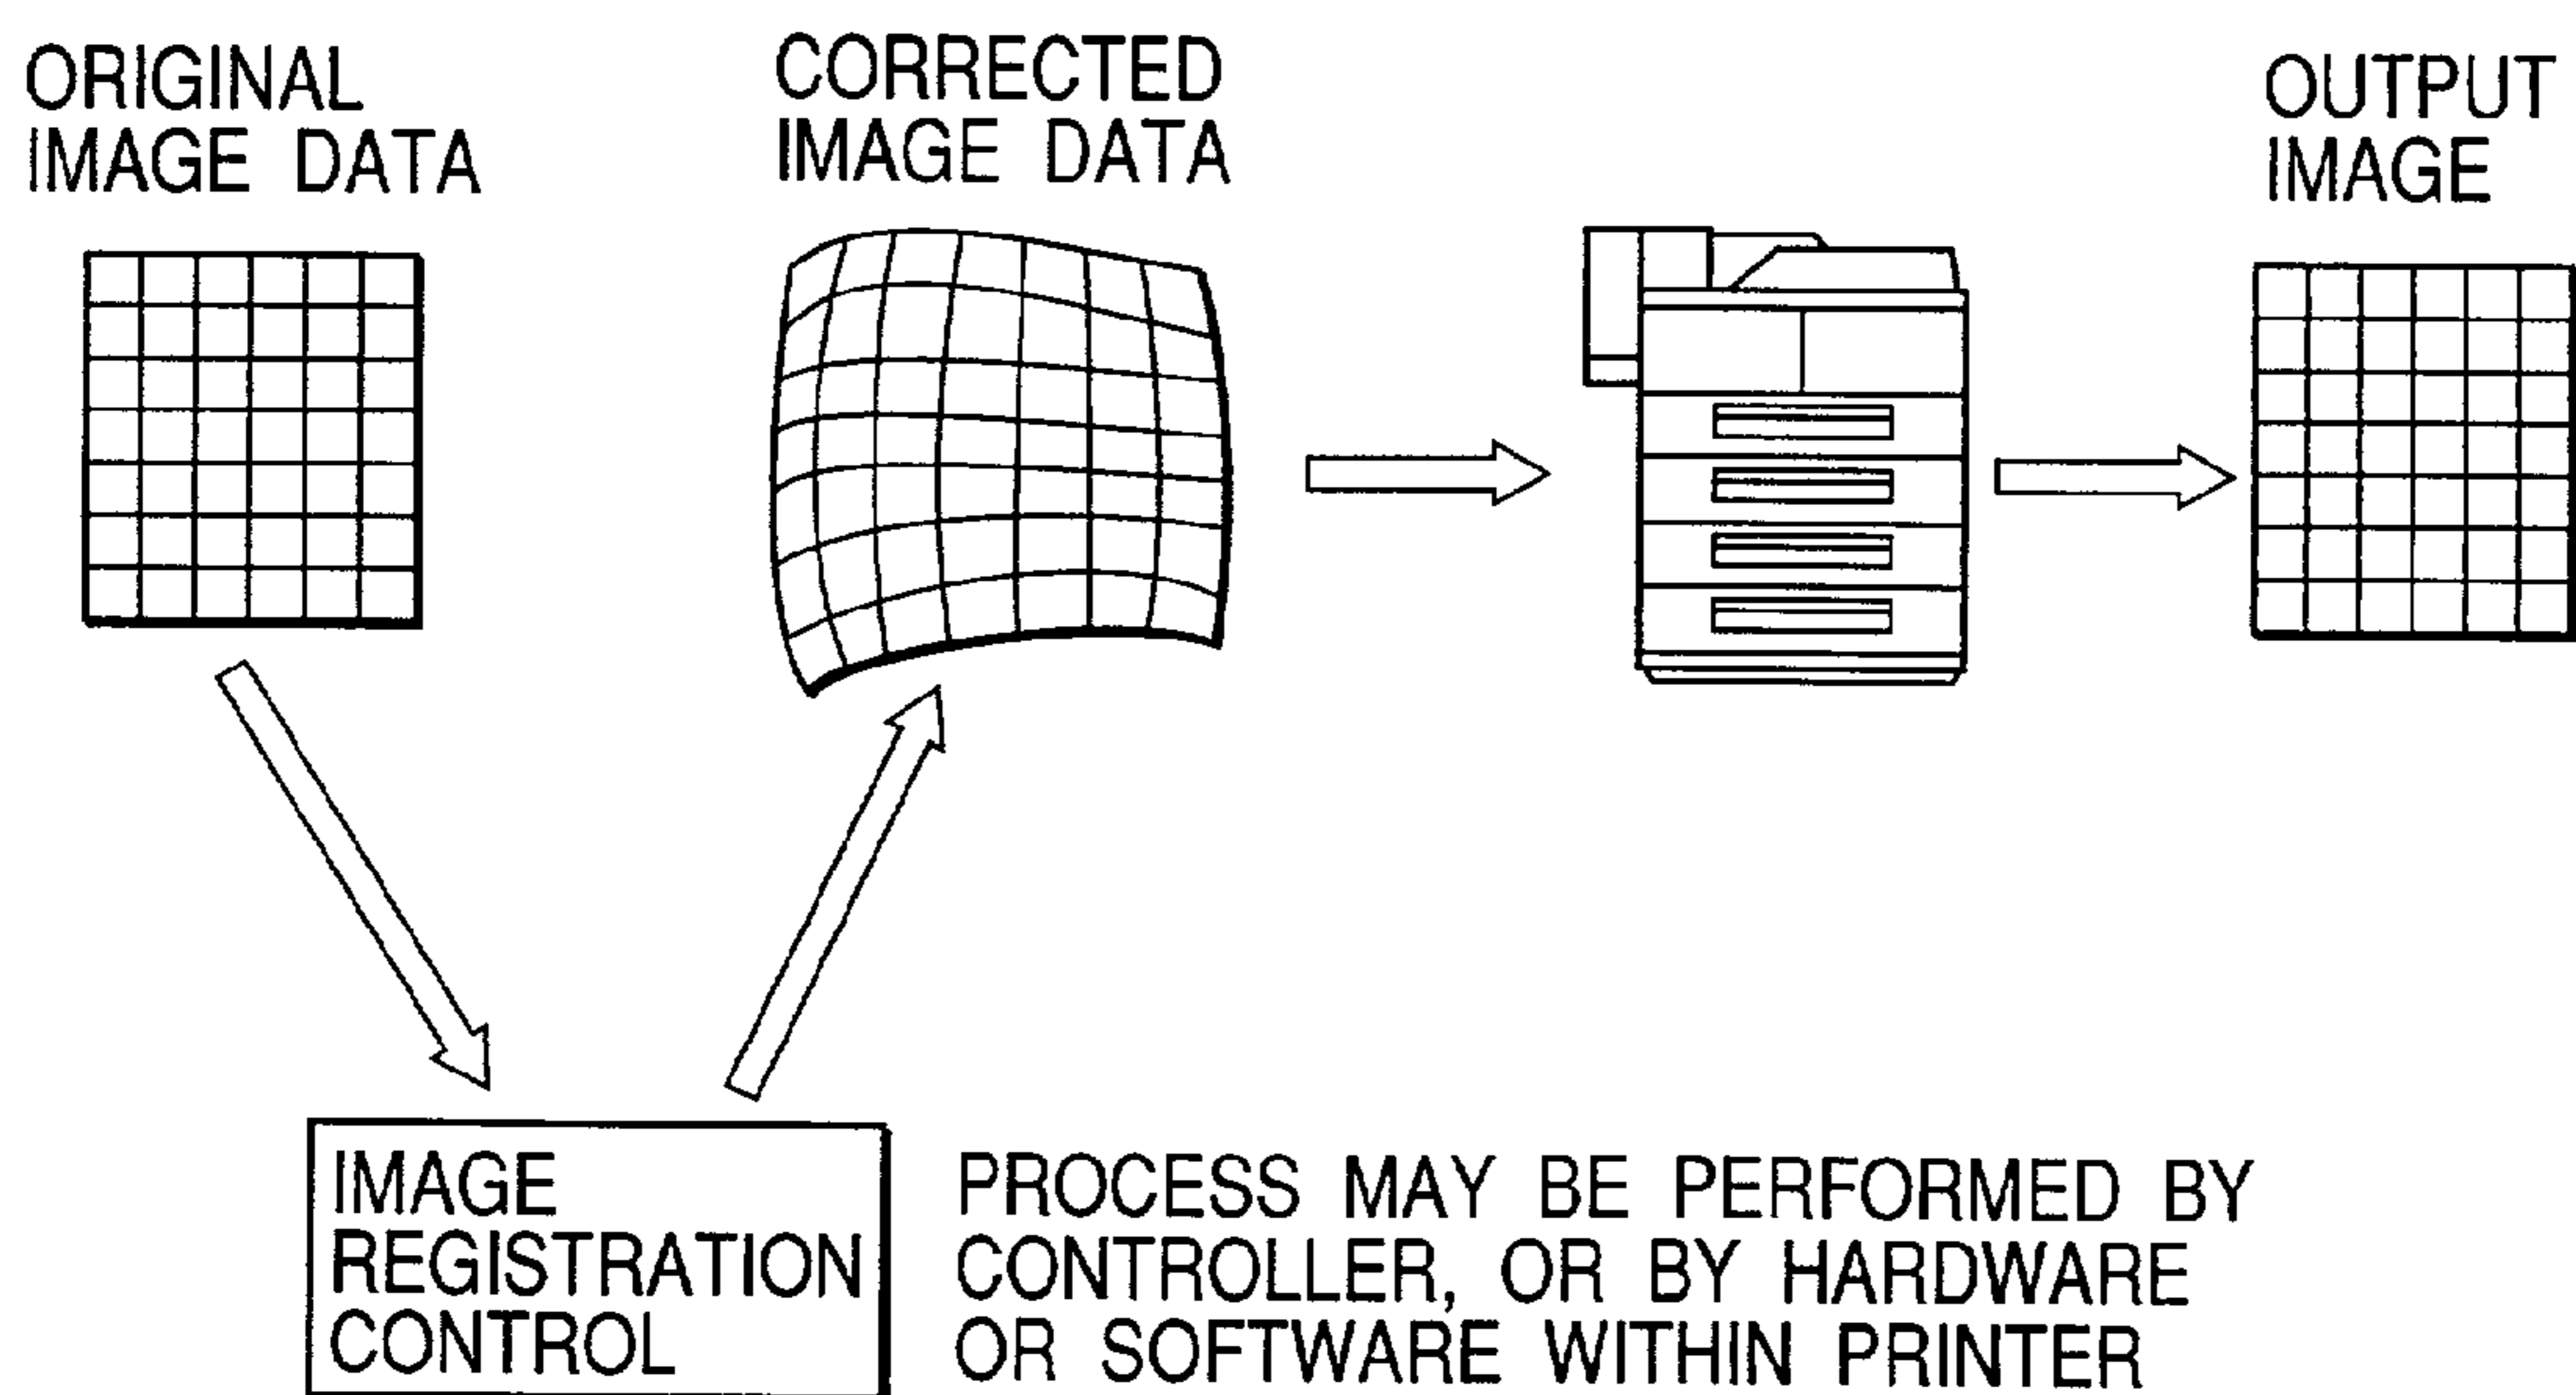 ORIGINAL
IMAGE DATA
CORRECTED
IMAGE DATA
OUTPUT
IMAGE
IMAGE
REGISTRATION
CONTROL
PROCESS MAY BE PERFORMED BY
CONTROLLER, OR BY HARDWARE
OR SOFTWARE WITHIN PRINTER